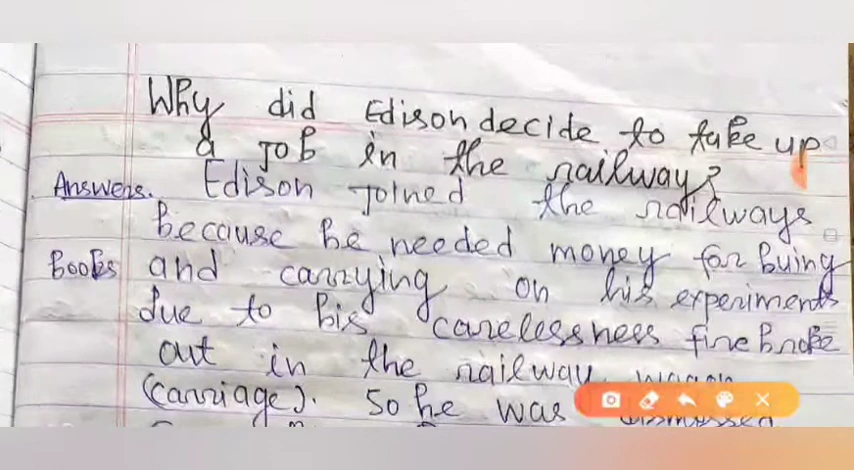 Why did Edison decide to take up
a Job in the railway?
Answers. Edison Joined the railways
because he needed money for buing
Books and carrying on his experiments
due to his carelessness fire broke
out in the railway wagon
(carriage). So he was dismissed